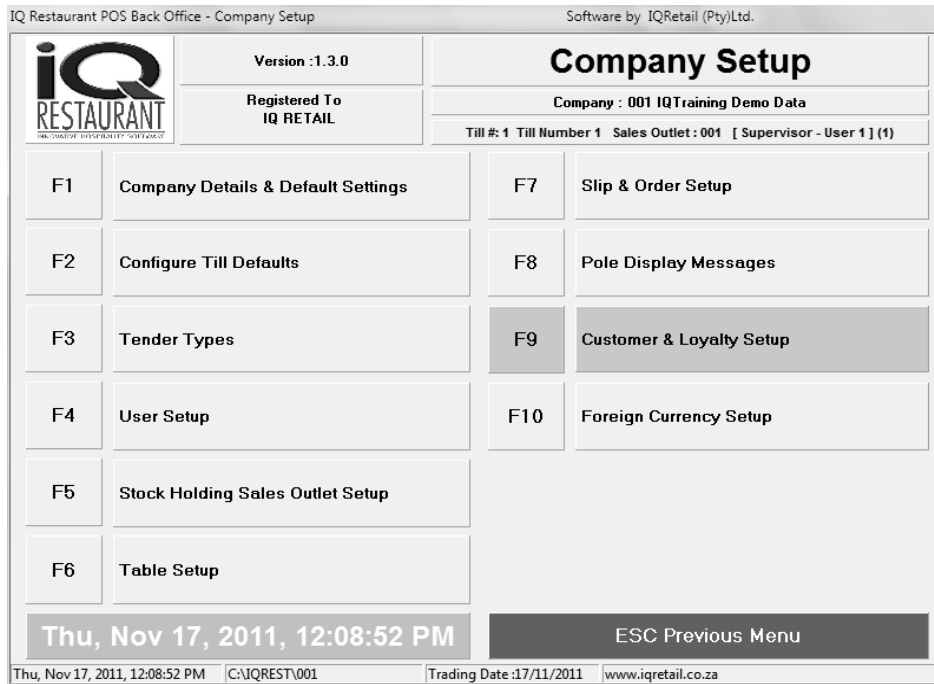 IQ Restaurant POS Back Office - Company Setup Software by IQRetail (Pty)Ltd.
iQ
RESTAURANT
INNOVATIVE HOSPITALITY SOFTWARE
Version :1.3.0
Registered To
IQ RETAIL
Company Setup
Company : 001 IQTraining Demo Data
Till #: 1 Till Number 1 Sales Outlet : 001 [ Supervisor - User 1 ] (1)
F1 Company Details & Default Settings
F2 Configure Till Defaults
F3 Tender Types
F4 User Setup
F5 Stock Holding Sales Outlet Setup
F6 Table Setup
F7 Slip & Order Setup
F8 Pole Display Messages
F9 Customer & Loyalty Setup
F10 Foreign Currency Setup
Thu, Nov 17, 2011, 12:08:52 PM
ESC Previous Menu
Thu, Nov 17, 2011, 12:08:52 PM C:\IQREST\001 Trading Date :17/11/2011 www.iqretail.co.za